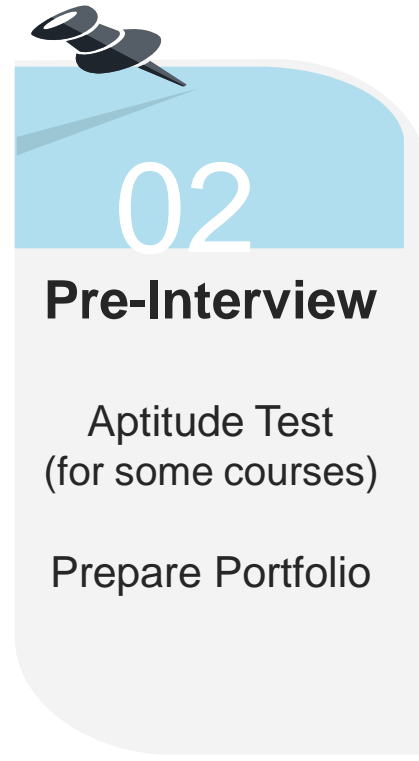 02
Pre-Interview
Aptitude Test
(for some courses)
Prepare Portfolio